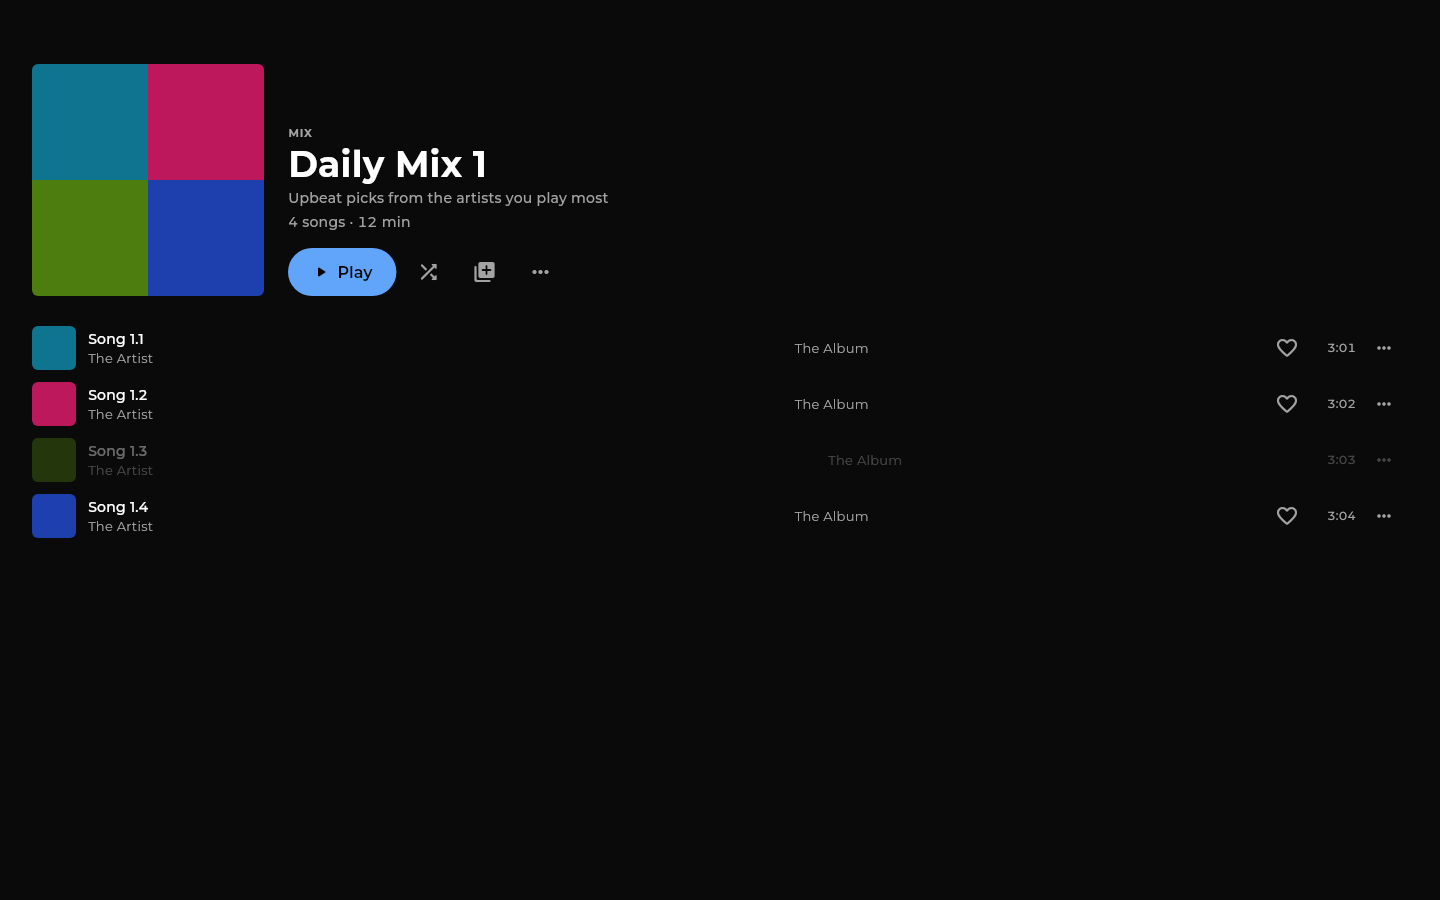 MIX
Daily Mix 1
Upbeat picks from the artists you play most
4 songs · 12 min
Play
Song 1.1
The Artist
The Album
3:01
Song 1.2
The Artist
The Album
3:02
Song 1.3
The Artist
The Album
3:03
Song 1.4
The Artist
The Album
3:04